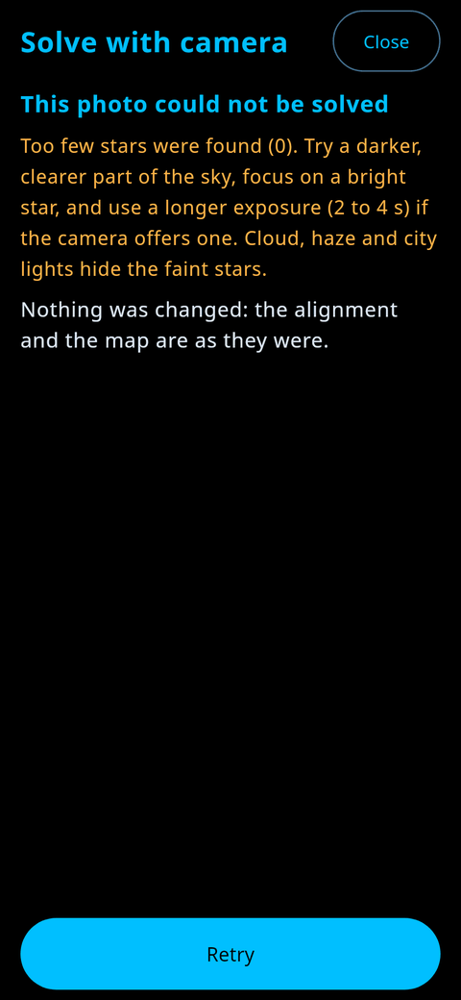 Solve with camera
Close
This photo could not be solved
Too few stars were found (0). Try a darker,
clearer part of the sky, focus on a bright
star, and use a longer exposure (2 to 4 s) if
the camera offers one. Cloud, haze and city
lights hide the faint stars.
Nothing was changed: the alignment
and the map are as they were.
Retry